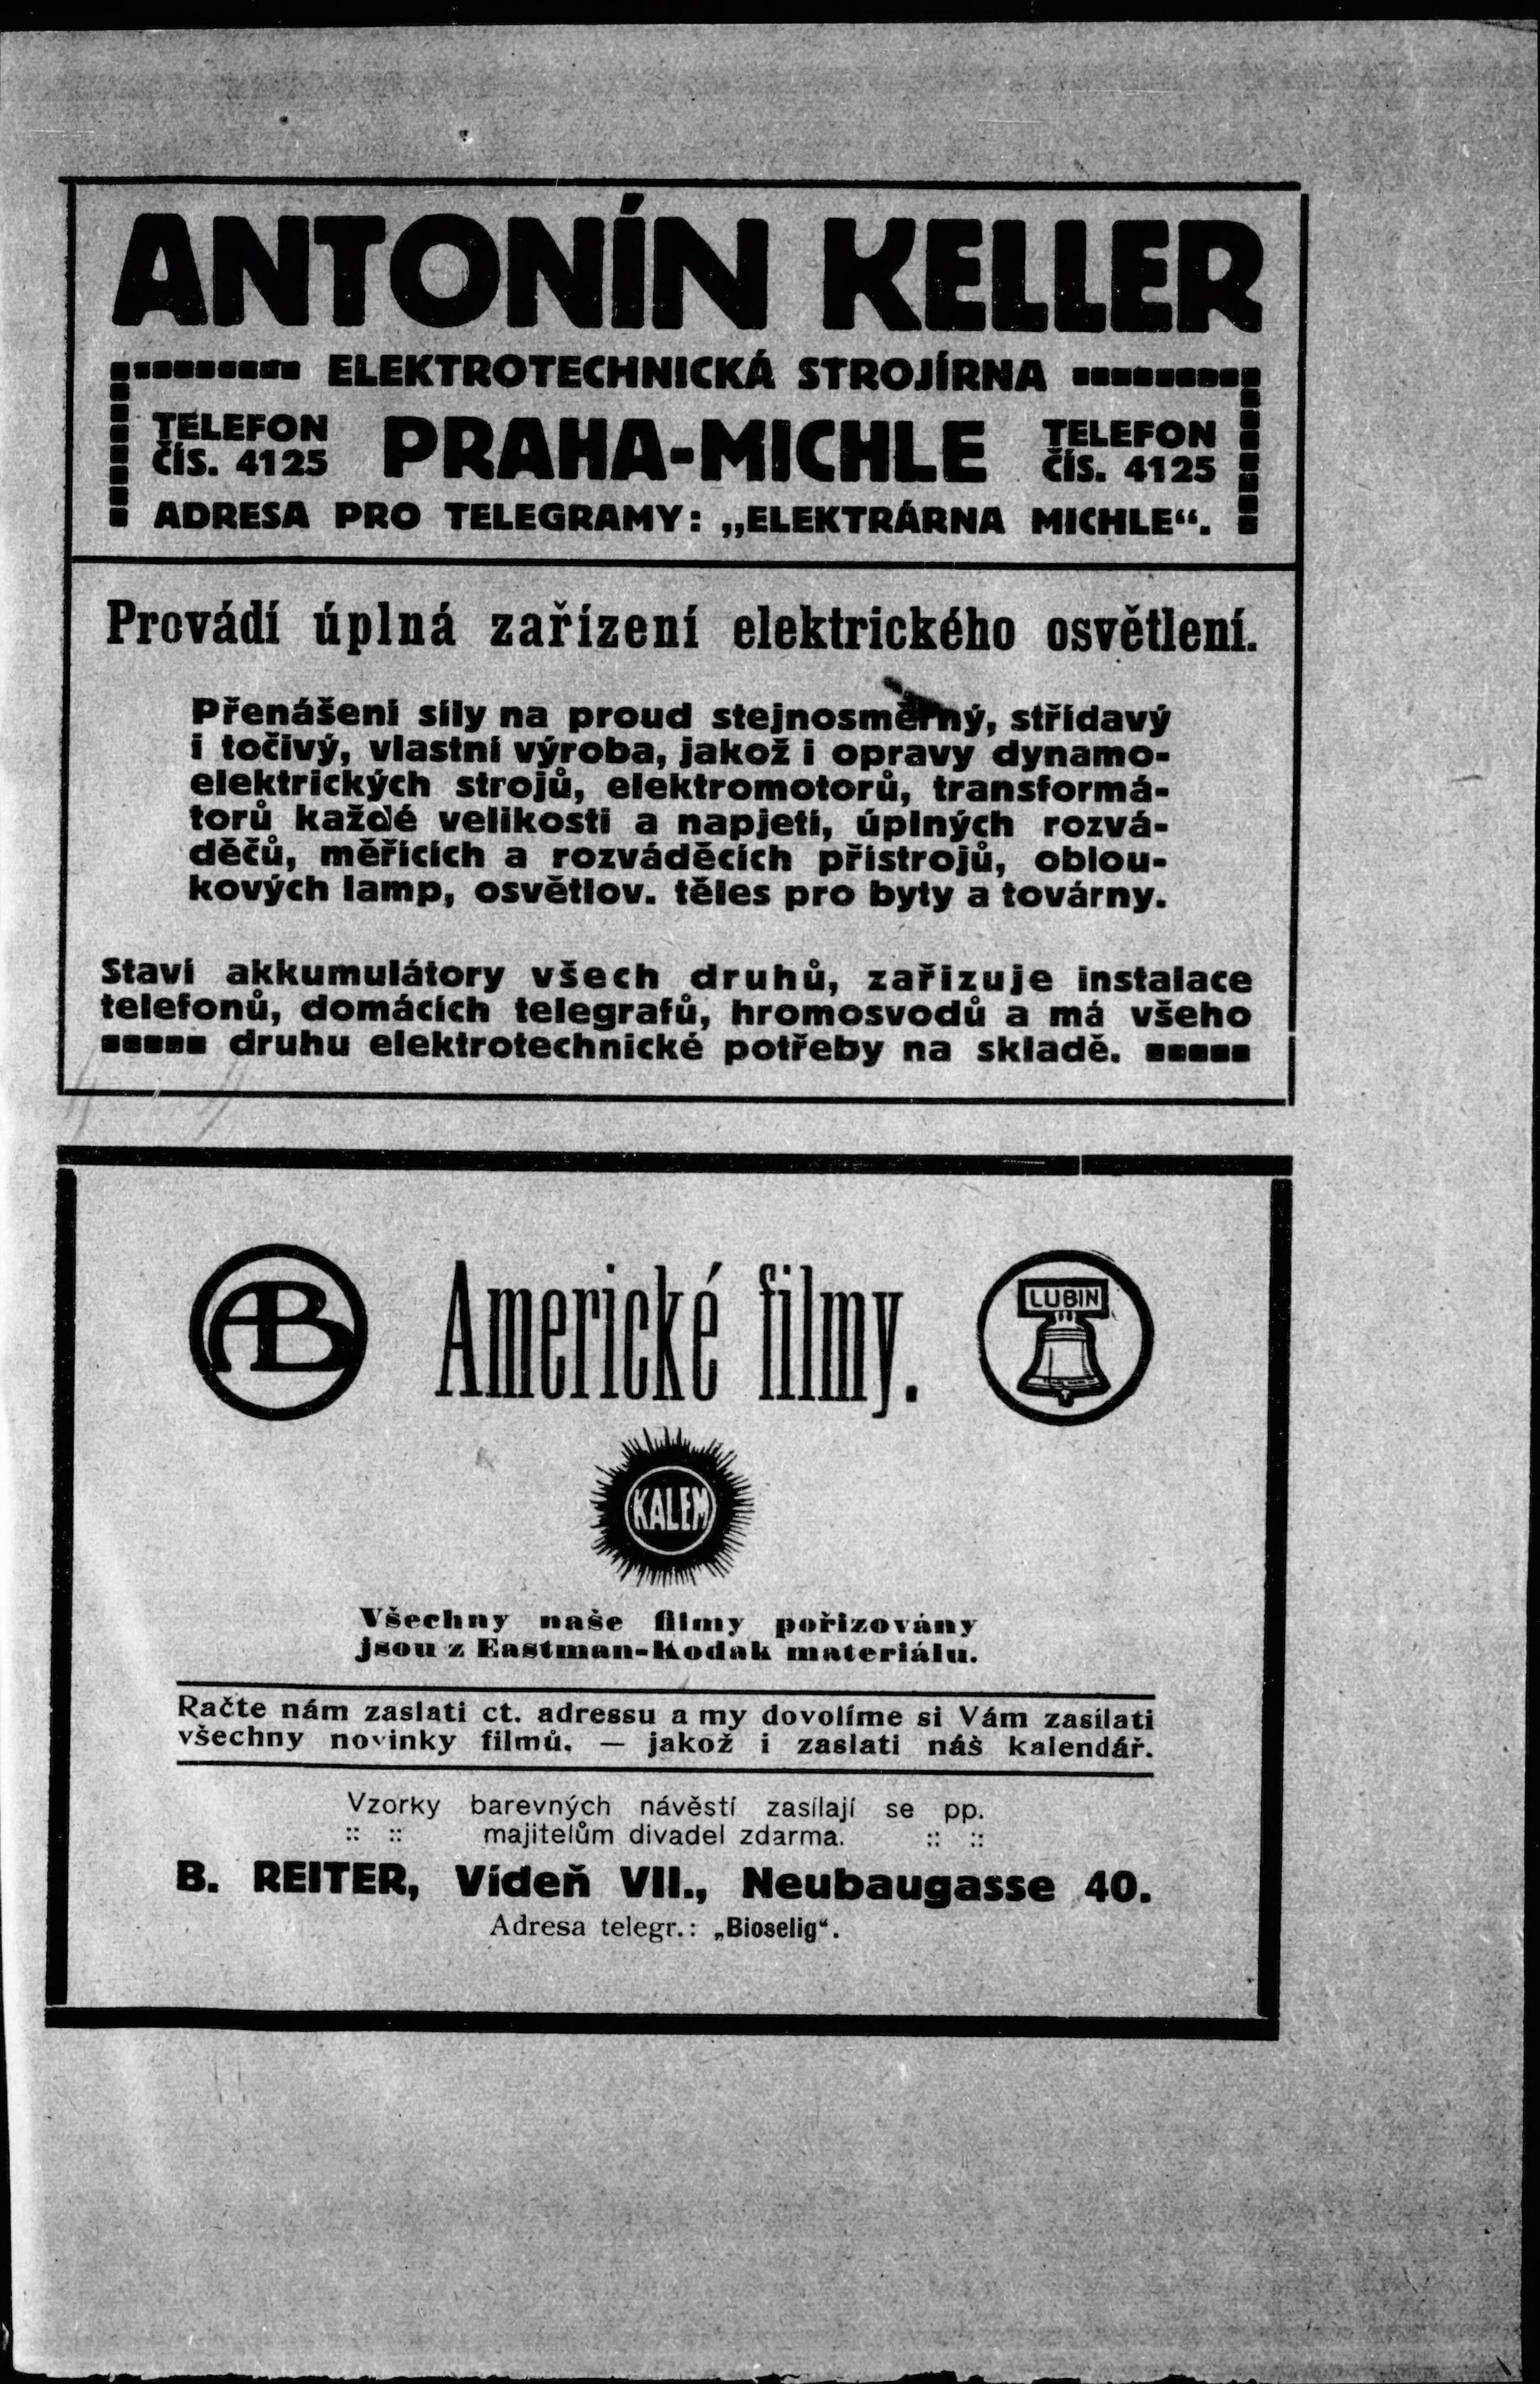 ANTONÍN KELLER
ELEKTROTECHNICKÁ STROJÍRNA
TELEFON
ČÍS. 4125
PRAHA-MICHLE
TELEFON
ČÍS. 4125
ADRESA PRO TELEGRAMY: „ELEKTRÁRNA MICHLE“.
Provádí úplná zařízení elektrického osvětlení.
Přenášení síly na proud stejnosměrný, střídavý
i točivý, vlastní výroba, jakož i opravy dynamo-
elektrických strojů, elektromotorů, transformá-
torů každé velikosti a napjetí, úplných rozvá-
děčů, měřících a rozváděcích přístrojů, oblou-
kových lamp, osvětlov. těles pro byty a továrny.
Staví akkumulátory všech druhů, zařizuje instalace
telefonů, domácích telegrafů, hromosvodů a má všeho
druhu elektrotechnické potřeby na skladě.
AB
Americké filmy.
LUBIN
KALEM
Všechny naše filmy pořizovány
jsou z Eastman-Kodak materiálu.
Račte nám zaslati ct. adressu a my dovolíme si Vám zasílati
všechny novinky filmů. — jakož i zaslati náš kalendář.
Vzorky barevných návěstí zasílají se pp.
:: :: majitelům divadel zdarma. :: ::
B. REITER, Vídeň VII., Neubaugasse 40.
Adresa telegr.: „Bioselig“.